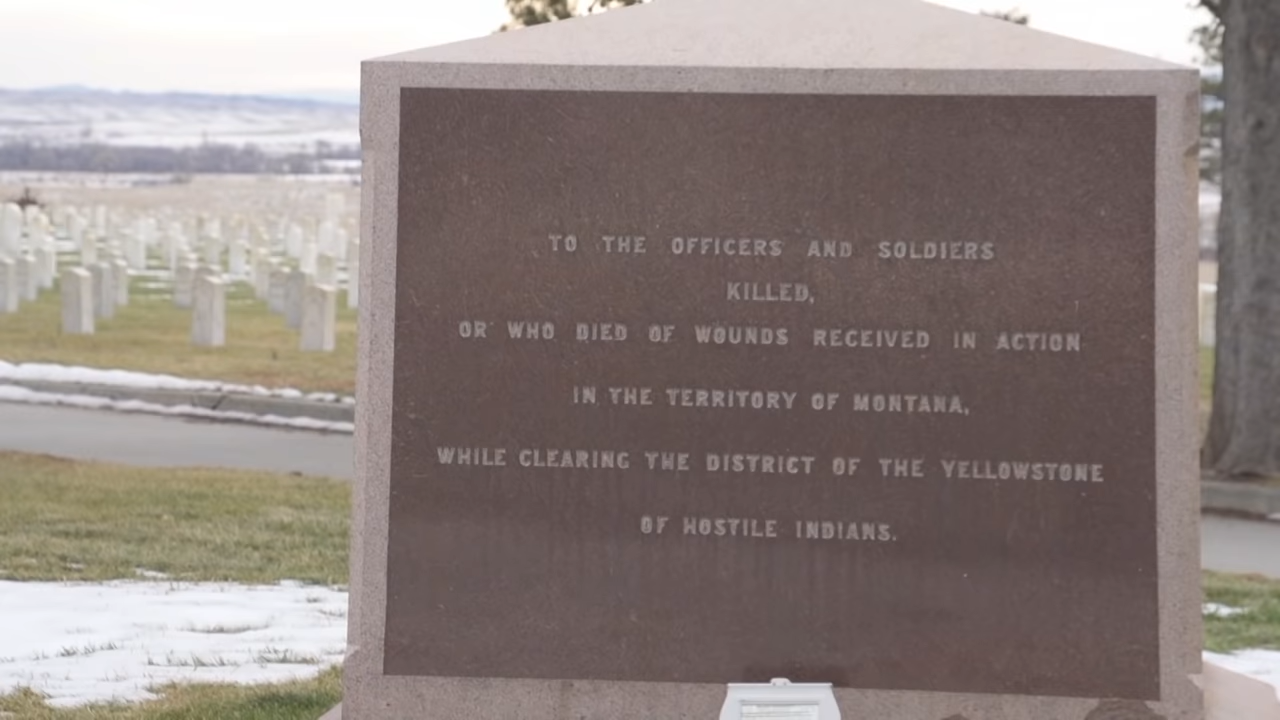 TO THE OFFICERS AND SOLDIERS
KILLED,
OR WHO DIED OF WOUNDS RECEIVED IN ACTION
IN THE TERRITORY OF MONTANA,
WHILE CLEARING THE DISTRICT OF THE YELLOWSTONE
OF HOSTILE INDIANS.